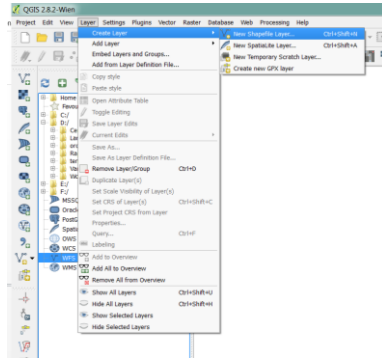 QGIS 2.8.2-Wien
Project Edit View Layer Settings Plugins Vector Raster Database Web Processing Help
Create Layer
Add Layer
Embed Layers and Groups...
Add from Layer Definition File...
Copy style
Paste style
Open Attribute Table
Toggle Editing
Save Layer Edits
Current Edits
Save As...
Save As Layer Definition File...
Remove Layer/Group Ctrl+D
Duplicate Layer(s)
Set Scale Visibility of Layer(s)
Set CRS of Layer(s) Ctrl+Shift+C
Set Project CRS from Layer
Properties...
Query... Ctrl+F
Labeling
Add to Overview
Add All to Overview
Remove All from Overview
Show All Layers Ctrl+Shift+U
Hide All Layers Ctrl+Shift+H
Show Selected Layers
Hide Selected Layers
New Shapefile Layer... Ctrl+Shift+N
New SpatiaLite Layer... Ctrl+Shift+A
New Temporary Scratch Layer...
Create new GPX layer
Home
Favou
C:/
D:/
E:/
F:/
MSSQ
Oracl
PostG
Spatia
OWS
WCS
WFS
WMS